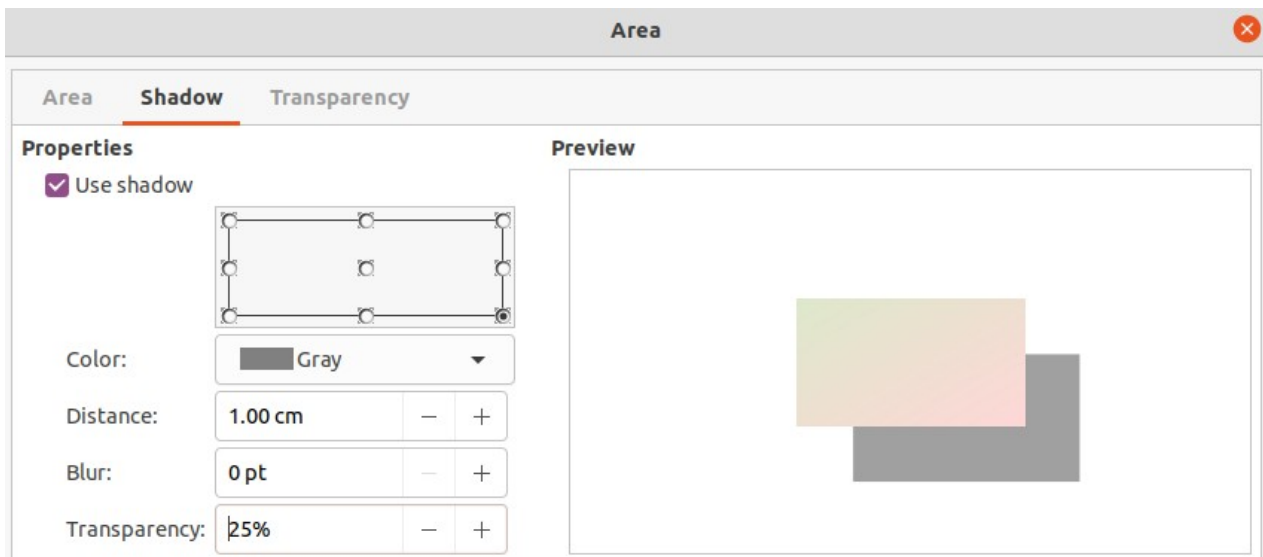 Area
Area Shadow Transparency
Properties
Use shadow
Color: Gray
Distance: 1.00 cm
Blur: 0 pt
Transparency: 25%
Preview